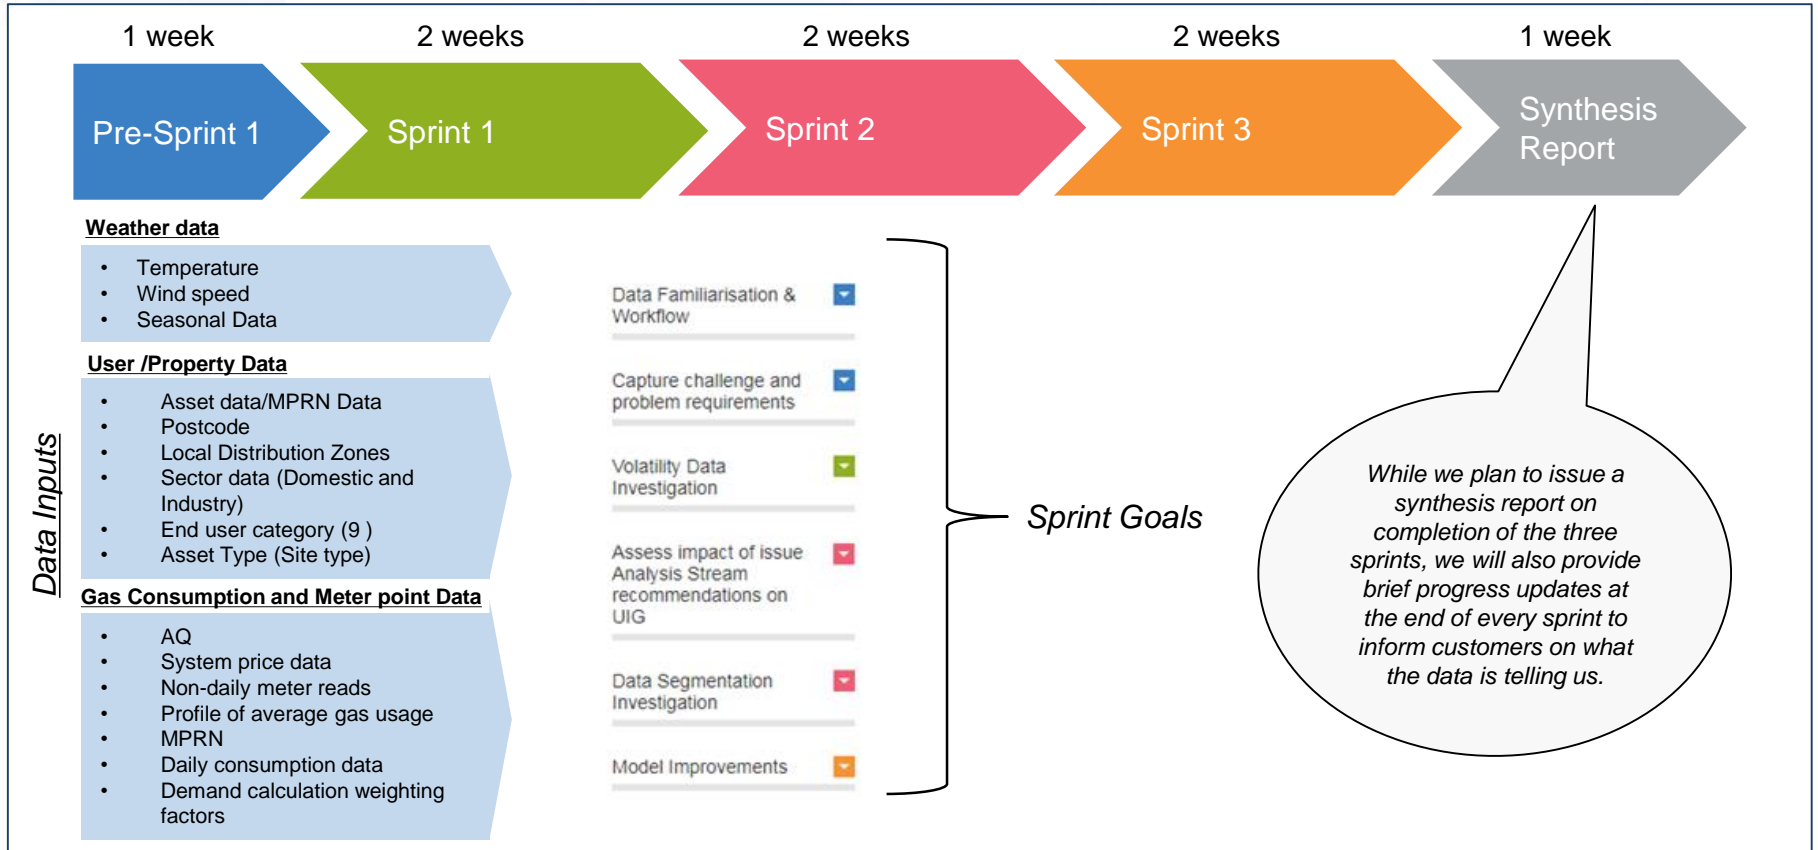 1 week
2 weeks
2 weeks
2 weeks
1 week
Pre-Sprint 1
Sprint 1
Sprint 2
Sprint 3
Synthesis
Report
Data Inputs
Weather data
• Temperature
• Wind speed
• Seasonal Data
User /Property Data
• Asset data/MPRN Data
• Postcode
• Local Distribution Zones
• Sector data (Domestic and
Industry)
• End user category (9 )
• Asset Type (Site type)
Gas Consumption and Meter point Data
• AQ
• System price data
• Non-daily meter reads
• Profile of average gas usage
• MPRN
• Daily consumption data
• Demand calculation weighting
factors
Data Familiarisation &
Workflow
Capture challenge and
problem requirements
Volatility Data
Investigation
Assess impact of issue
Analysis Stream
recommendations on
UIG
Data Segmentation
Investigation
Model Improvements
Sprint Goals
While we plan to issue a
synthesis report on
completion of the three
sprints, we will also provide
brief progress updates at
the end of every sprint to
inform customers on what
the data is telling us.